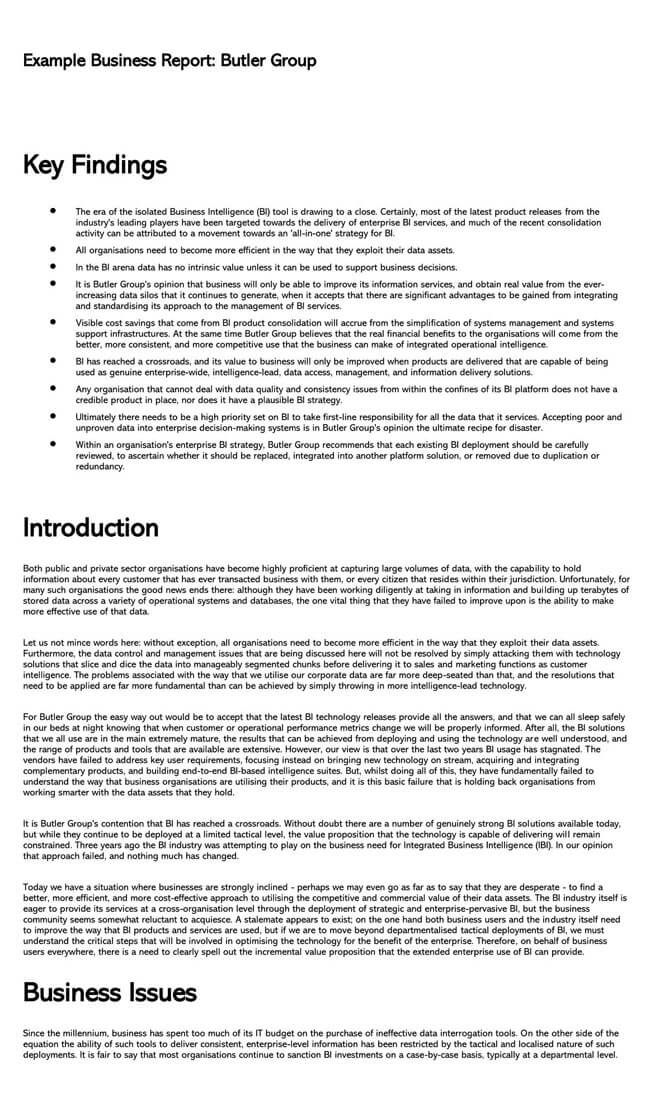 Example Business Report: Butler Group
Key Findings
● The era of the isolated Business Intelligence (BI) tool is drawing to a close. Certainly, most of the latest product releases from the
industry's leading players have been targeted towards the delivery of enterprise BI services, and much of the recent consolidation
activity can be attributed to a movement towards an 'all-in-one' strategy for BI.
● All organisations need to become more efficient in the way that they exploit their data assets.
● In the BI arena data has no intrinsic value unless it can be used to support business decisions.
● It is Butler Group's opinion that business will only be able to improve its information services, and obtain real value from the ever-
increasing data silos that it continues to generate, when it accepts that there are significant advantages to be gained from integrating
and standardising its approach to the management of BI services.
● Visible cost savings that come from BI product consolidation will accrue from the simplification of systems management and systems
support infrastructures. At the same time Butler Group believes that the real financial benefits to the organisations will come from the
better, more consistent, and more competitive use that the business can make of integrated operational intelligence.
● BI has reached a crossroads, and its value to business will only be improved when products are delivered that are capable of being
used as genuine enterprise-wide, intelligence-lead, data access, management, and information delivery solutions.
● Any organisation that cannot deal with data quality and consistency issues from within the confines of its BI platform does not have a
credible product in place, nor does it have a plausible BI strategy.
● Ultimately there needs to be a high priority set on BI to take first-line responsibility for all the data that it services. Accepting poor and
unproven data into enterprise decision-making systems is in Butler Group's opinion the ultimate recipe for disaster.
● Within an organisation's enterprise BI strategy, Butler Group recommends that each existing BI deployment should be carefully
reviewed, to ascertain whether it should be replaced, integrated into another platform solution, or removed due to duplication or
redundancy.
Introduction
Both public and private sector organisations have become highly proficient at capturing large volumes of data, with the capability to hold
information about every customer that has ever transacted business with them, or every citizen that resides within their jurisdiction. Unfortunately, for
many such organisations the good news ends there: although they have been working diligently at taking in information and building up terabytes of
stored data across a variety of operational systems and databases, the one vital thing that they have failed to improve upon is the ability to make
more effective use of that data.
Let us not mince words here: without exception, all organisations need to become more efficient in the way that they exploit their data assets.
Furthermore, the data control and management issues that are being discussed here will not be resolved by simply attacking them with technology
solutions that slice and dice the data into manageably segmented chunks before delivering it to sales and marketing functions as customer
intelligence. The problems associated with the way that we utilise our corporate data are far more deep-seated than that, and the resolutions that
need to be applied are far more fundamental than can be achieved by simply throwing in more intelligence-lead technology.
For Butler Group the easy way out would be to accept that the latest BI technology releases provide all the answers, and that we can all sleep safely
in our beds at night knowing that when customer or operational performance metrics change we will be properly informed. After all, the BI solutions
that we all use are in the main extremely mature, the results that can be achieved from deploying and using the technology are well understood, and
the range of products and tools that are available are extensive. However, our view is that over the last two years BI usage has stagnated. The
vendors have failed to address key user requirements, focusing instead on bringing new technology on stream, acquiring and integrating
complementary products, and building end-to-end BI-based intelligence suites. But, whilst doing all of this, they have fundamentally failed to
understand the way that business organisations are utilising their products, and it is this basic failure that is holding back organisations from
working smarter with the data assets that they hold.
It is Butler Group's contention that BI has reached a crossroads. Without doubt there are a number of genuinely strong BI solutions available today,
but while they continue to be deployed at a limited tactical level, the value proposition that the technology is capable of delivering will remain
constrained. Three years ago the BI industry was attempting to play on the business need for Integrated Business Intelligence (IBI). In our opinion
that approach failed, and nothing much has changed.
Today we have a situation where businesses are strongly inclined - perhaps we may even go as far as to say that they are desperate - to find a
better, more efficient, and more cost-effective approach to utilising the competitive and commercial value of their data assets. The BI industry itself is
eager to provide its services at a cross-organisation level through the deployment of strategic and enterprise-pervasive BI, but the business
community seems somewhat reluctant to acquiesce. A stalemate appears to exist; on the one hand both business users and the industry itself need
to improve the way that BI products and services are used, but if we are to move beyond departmentalised tactical deployments of BI, we must
understand the critical steps that will be involved in optimising the technology for the benefit of the enterprise. Therefore, on behalf of business
users everywhere, there is a need to clearly spell out the incremental value proposition that the extended enterprise use of BI can provide.
Business Issues
Since the millennium, business has spent too much of its IT budget on the purchase of ineffective data interrogation tools. On the other side of the
equation the ability of such tools to deliver consistent, enterprise-level information has been restricted by the tactical and localised nature of such
deployments. It is fair to say that most organisations continue to sanction BI investments on a case-by-case basis, typically at a departmental level.